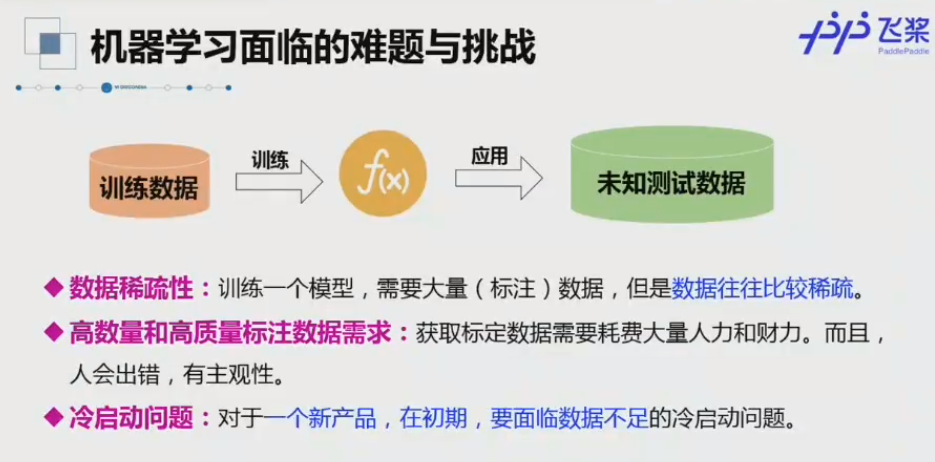 机器学习面临的难题与挑战
飞桨
PaddlePaddle
训练数据
训练
f(x)
应用
未知测试数据
◆数据稀疏性：训练一个模型，需要大量（标注）数据，但是数据往往比较稀疏。
◆高数量和高质量标注数据需求：获取标定数据需要耗费大量人力和财力。而且，
人会出错，有主观性。
◆冷启动问题：对于一个新产品，在初期，要面临数据不足的冷启动问题。